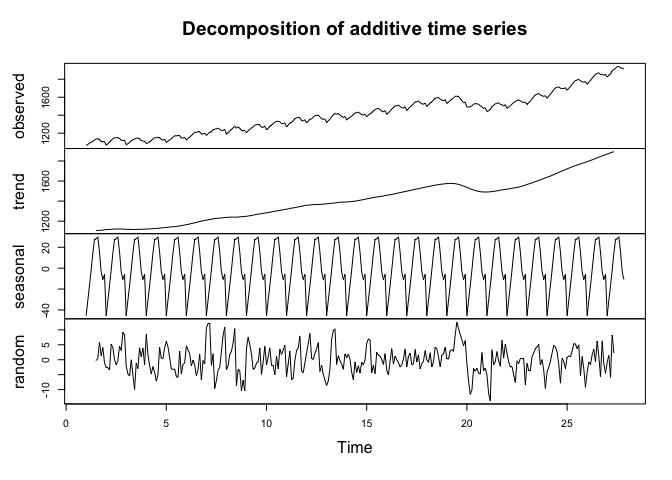 Decomposition of additive time series
observed
1200 1600
trend
1200 1600
seasonal
-40 0 20
random
-10 0 5
0 5 10 15 20 25
Time